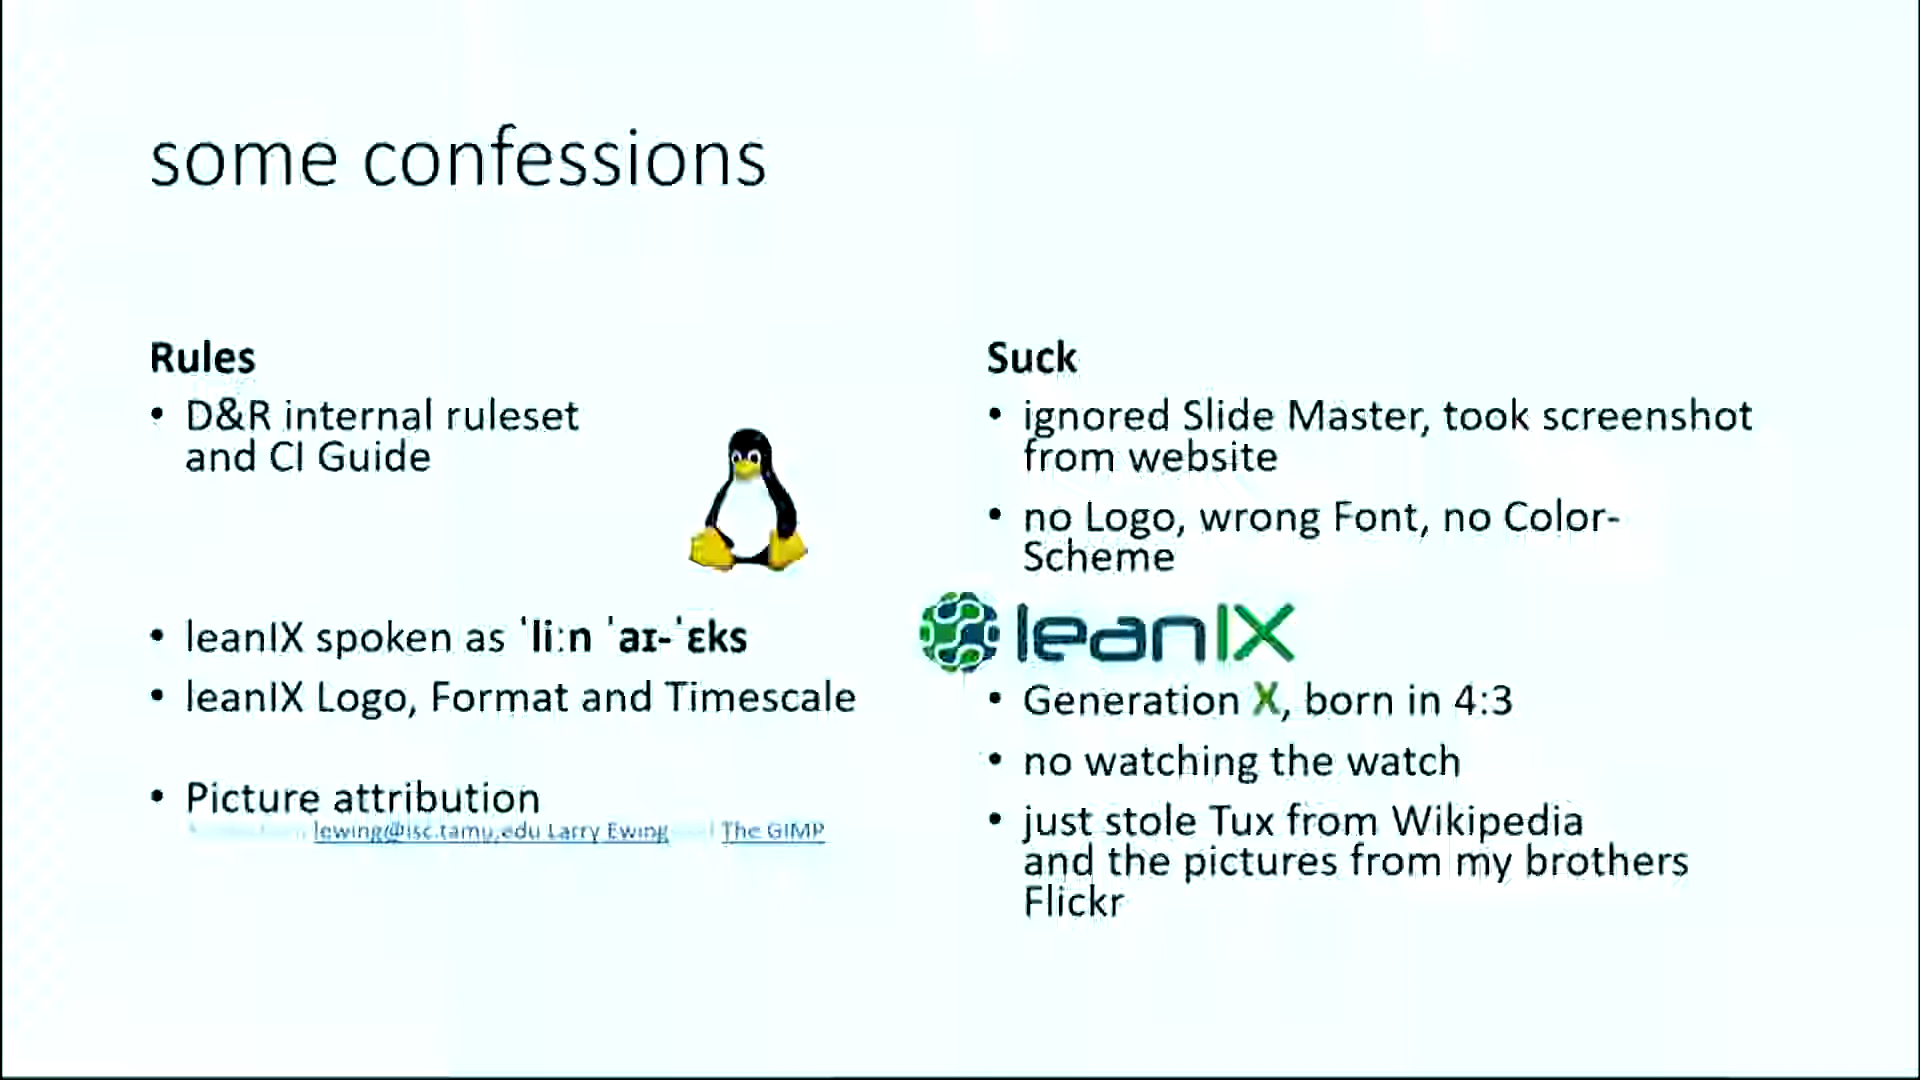 some confessions
Rules
• D&R internal ruleset
and CI Guide
• leanIX spoken as ˈliːn ˈaɪ-ˈɛks
• leanIX Logo, Format and Timescale
• Picture attribution
lewing@isc.tamu.edu Larry Ewing The GIMP
Suck
• ignored Slide Master, took screenshot
from website
• no Logo, wrong Font, no Color-
Scheme
leanIX
• Generation X, born in 4:3
• no watching the watch
• just stole Tux from Wikipedia
and the pictures from my brothers
Flickr